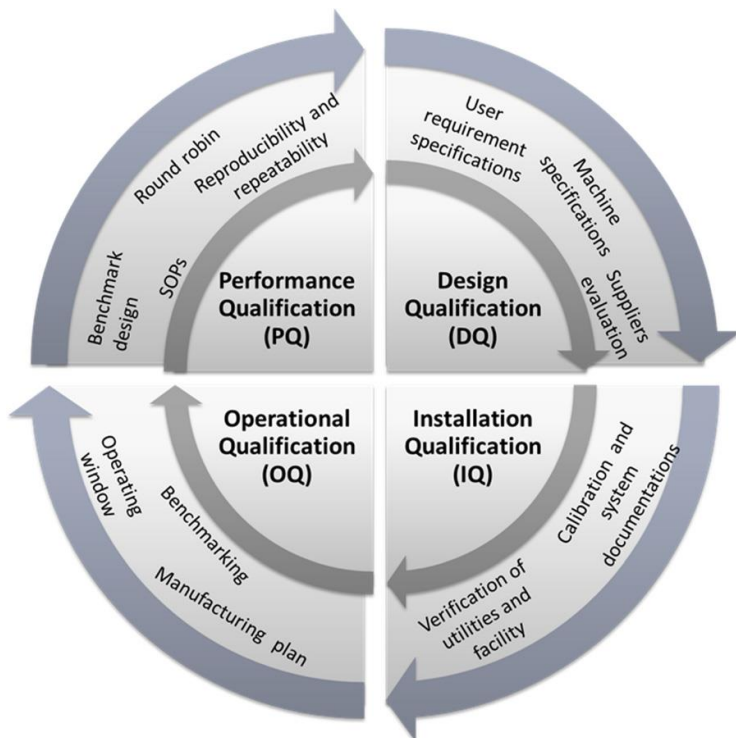 Round robin
Reproducibility and
repeatability
Benchmark
design
SOPs
Performance
Qualification
(PQ)
User
requirement
specifications
Machine
specifications
Suppliers
evaluation
Design
Qualification
(DQ)
Operational
Qualification
(OQ)
Operating
window
Benchmarking
Manufacturing plan
Installation
Qualification
(IQ)
Calibration and
system
documentations
Verification of
utilities and
facility